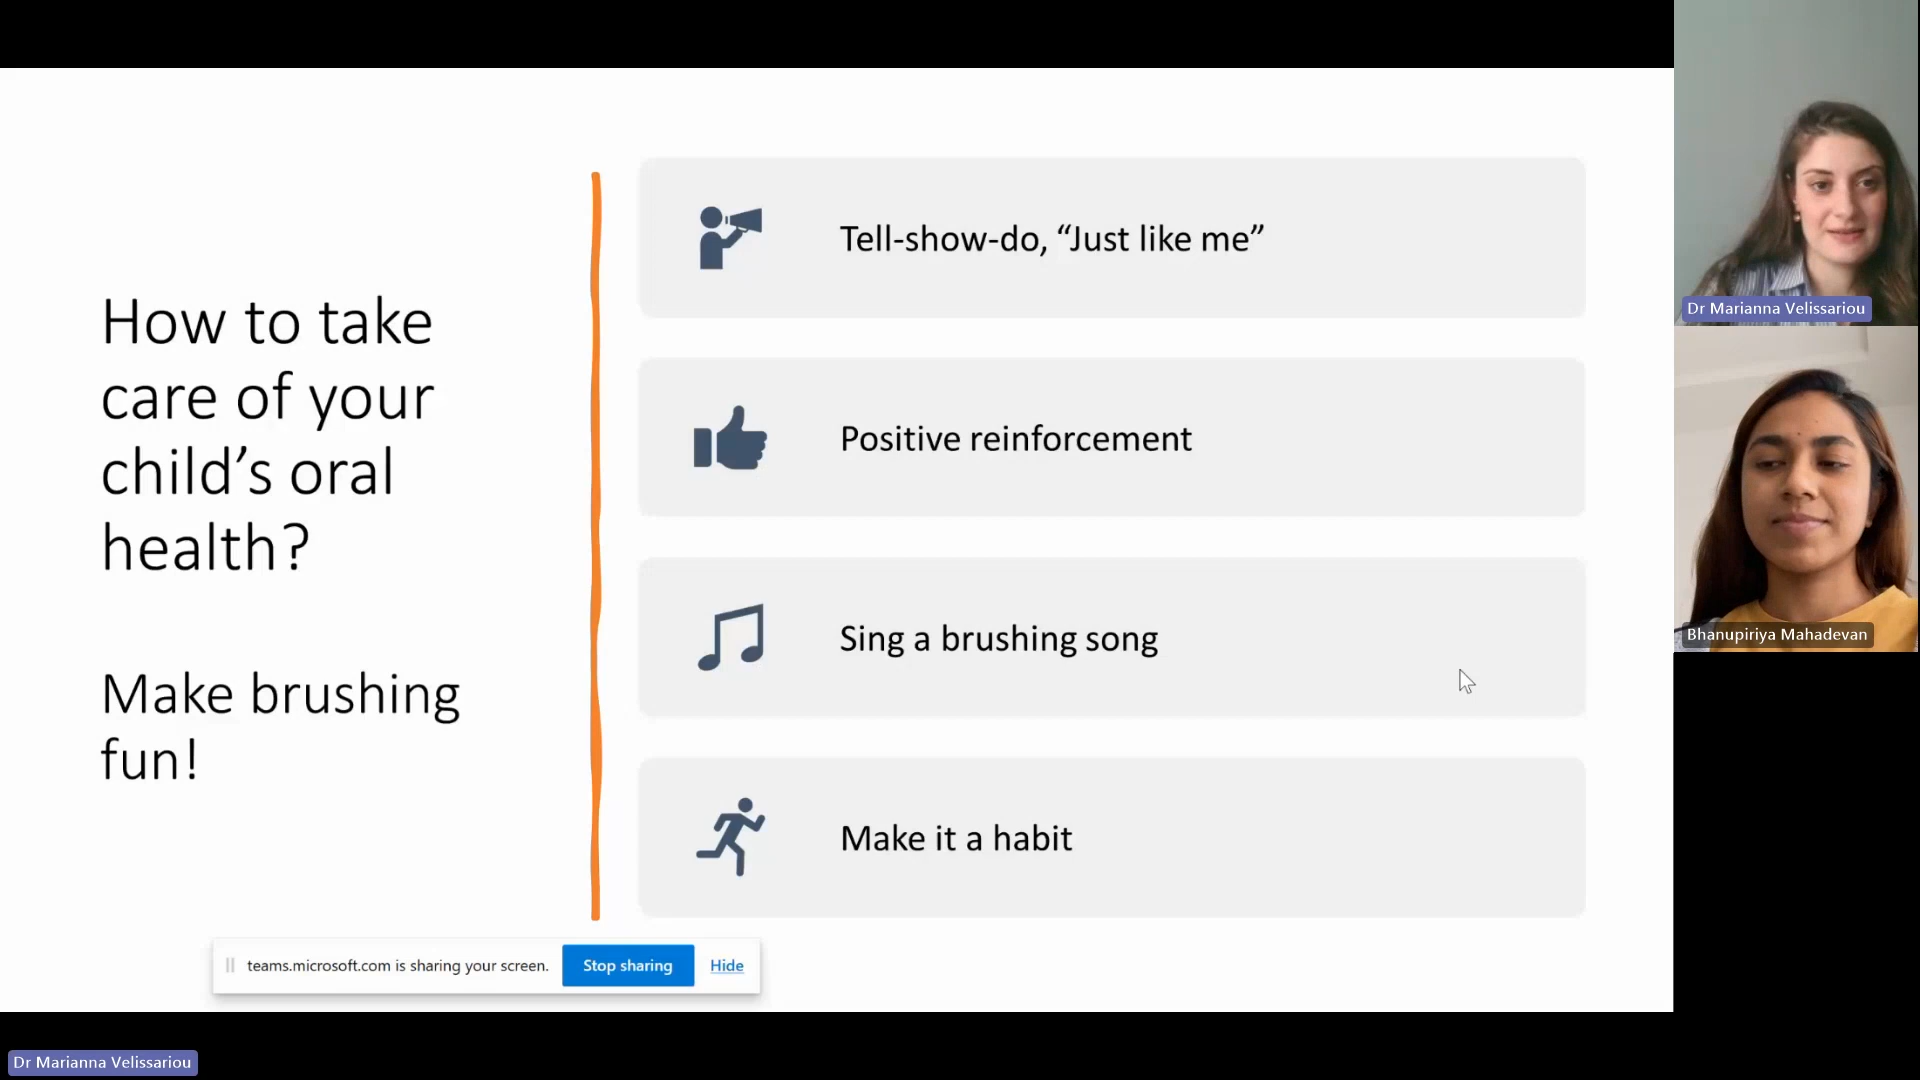 How to take
care of your
child’s oral
health?
Make brushing
fun!
Tell-show-do, “Just like me”
Positive reinforcement
Sing a brushing song
Make it a habit
teams.microsoft.com is sharing your screen.
Stop sharing
Hide
Dr Marianna Velissariou
Bhanupiriya Mahadevan
Dr Marianna Velissariou